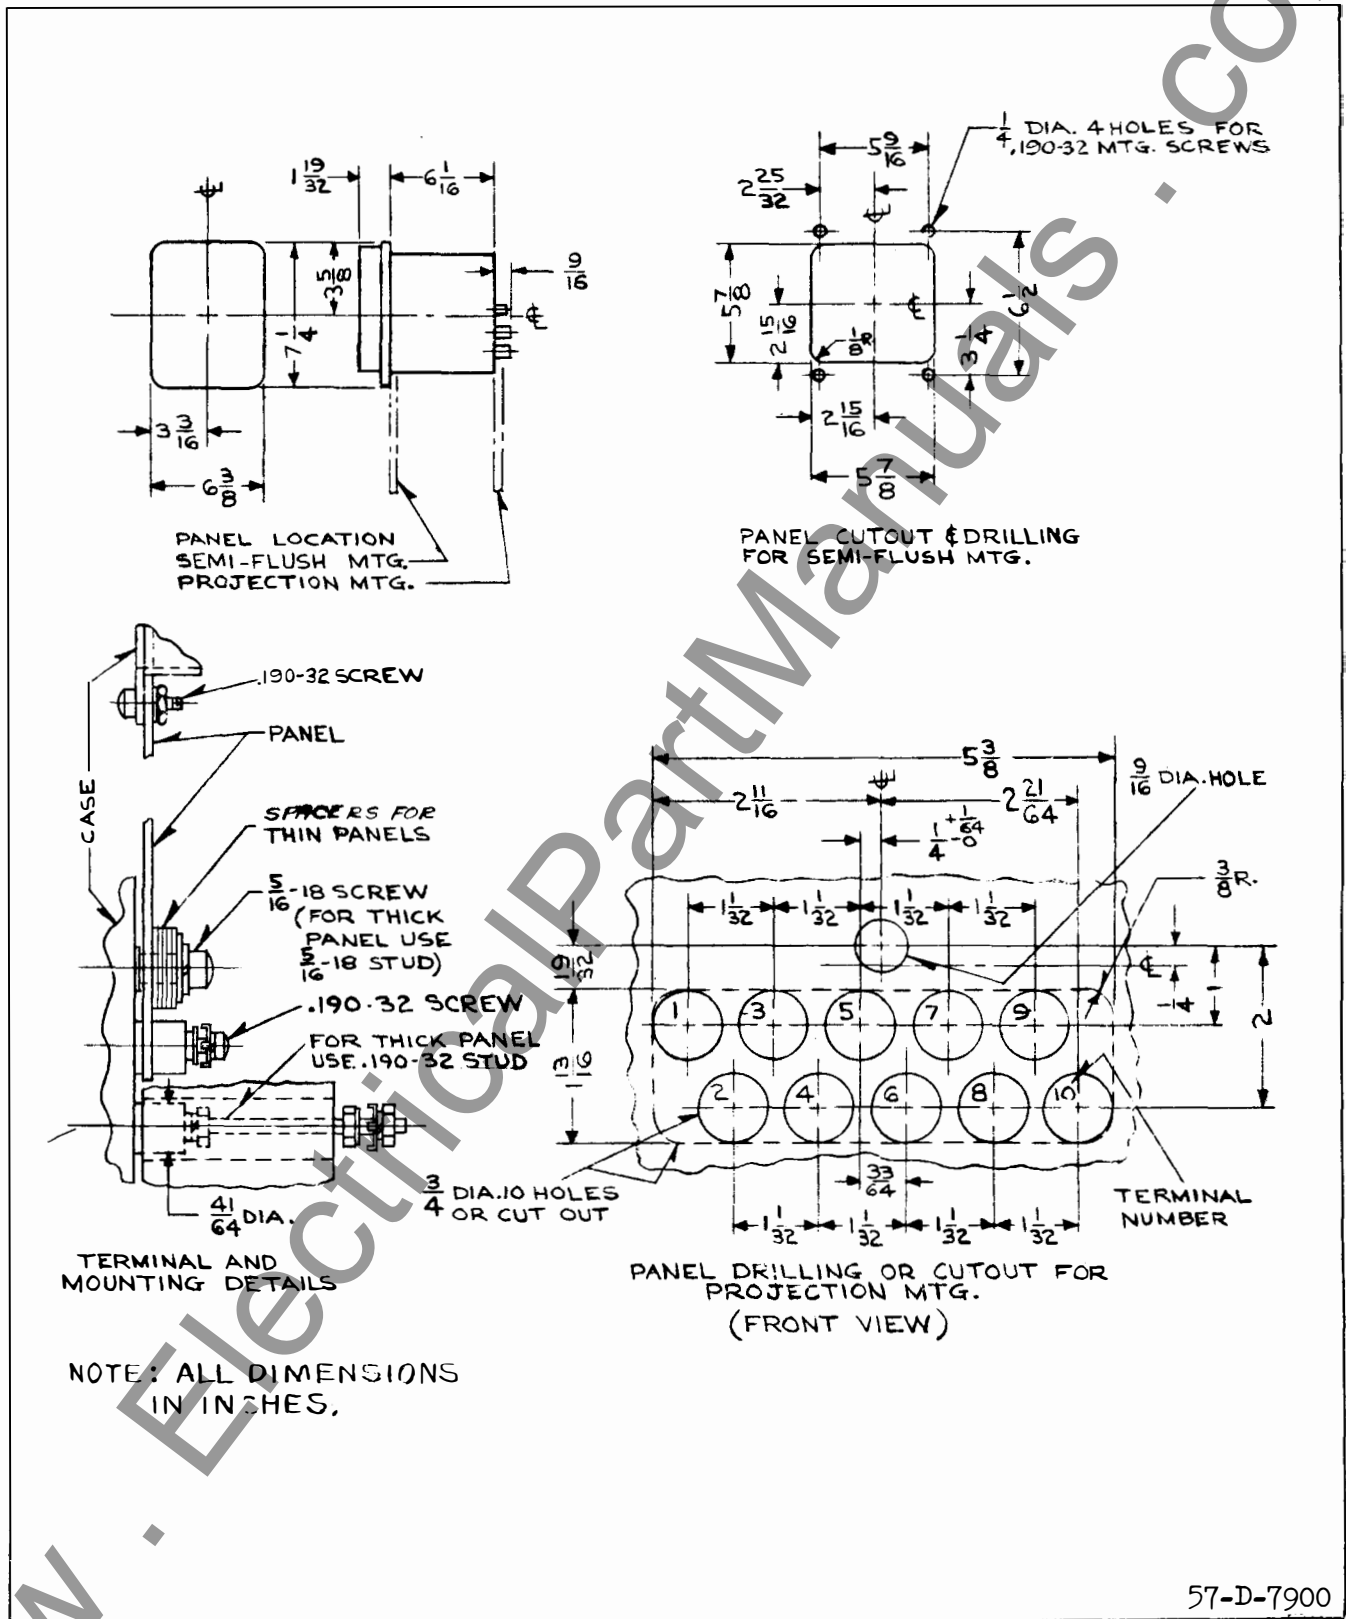 1 19/32
6 1/16
℄
3 5/8
9/16
℄
7 1/4
3 3/16
6 3/8
PANEL LOCATION
SEMI-FLUSH MTG.
PROJECTION MTG.
1/4 DIA. 4 HOLES FOR
.190-32 MTG. SCREWS
5 9/16
2 25/32
℄
5 7/8
2 15/16
1/8 R
℄
6 1/2
3 1/4
2 15/16
5 7/8
PANEL CUTOUT & DRILLING
FOR SEMI-FLUSH MTG.
.190-32 SCREW
PANEL
CASE
SPACERS FOR
THIN PANELS
5/16-18 SCREW
(FOR THICK
PANEL USE
5/16-18 STUD)
.190-32 SCREW
FOR THICK PANEL
USE .190-32 STUD
41/64 DIA.
TERMINAL AND
MOUNTING DETAILS
5 3/8
9/16 DIA. HOLE
℄
2 11/16
2 21/64
1/4 +1/64 -0
3/8 R.
1 1/32
1 1/32
1 1/32
1 1/32
19/32
℄
1/4
1
2
1 3 5 7 9
1 3/16
2 4 6 8 10
33/64
3/4 DIA. 10 HOLES
OR CUT OUT
TERMINAL
NUMBER
1 1/32
1 1/32
1 1/32
1 1/32
PANEL DRILLING OR CUTOUT FOR
PROJECTION MTG.
(FRONT VIEW)
NOTE: ALL DIMENSIONS
IN INCHES.
57-D-7900
w . ElectricalPartManuals . co